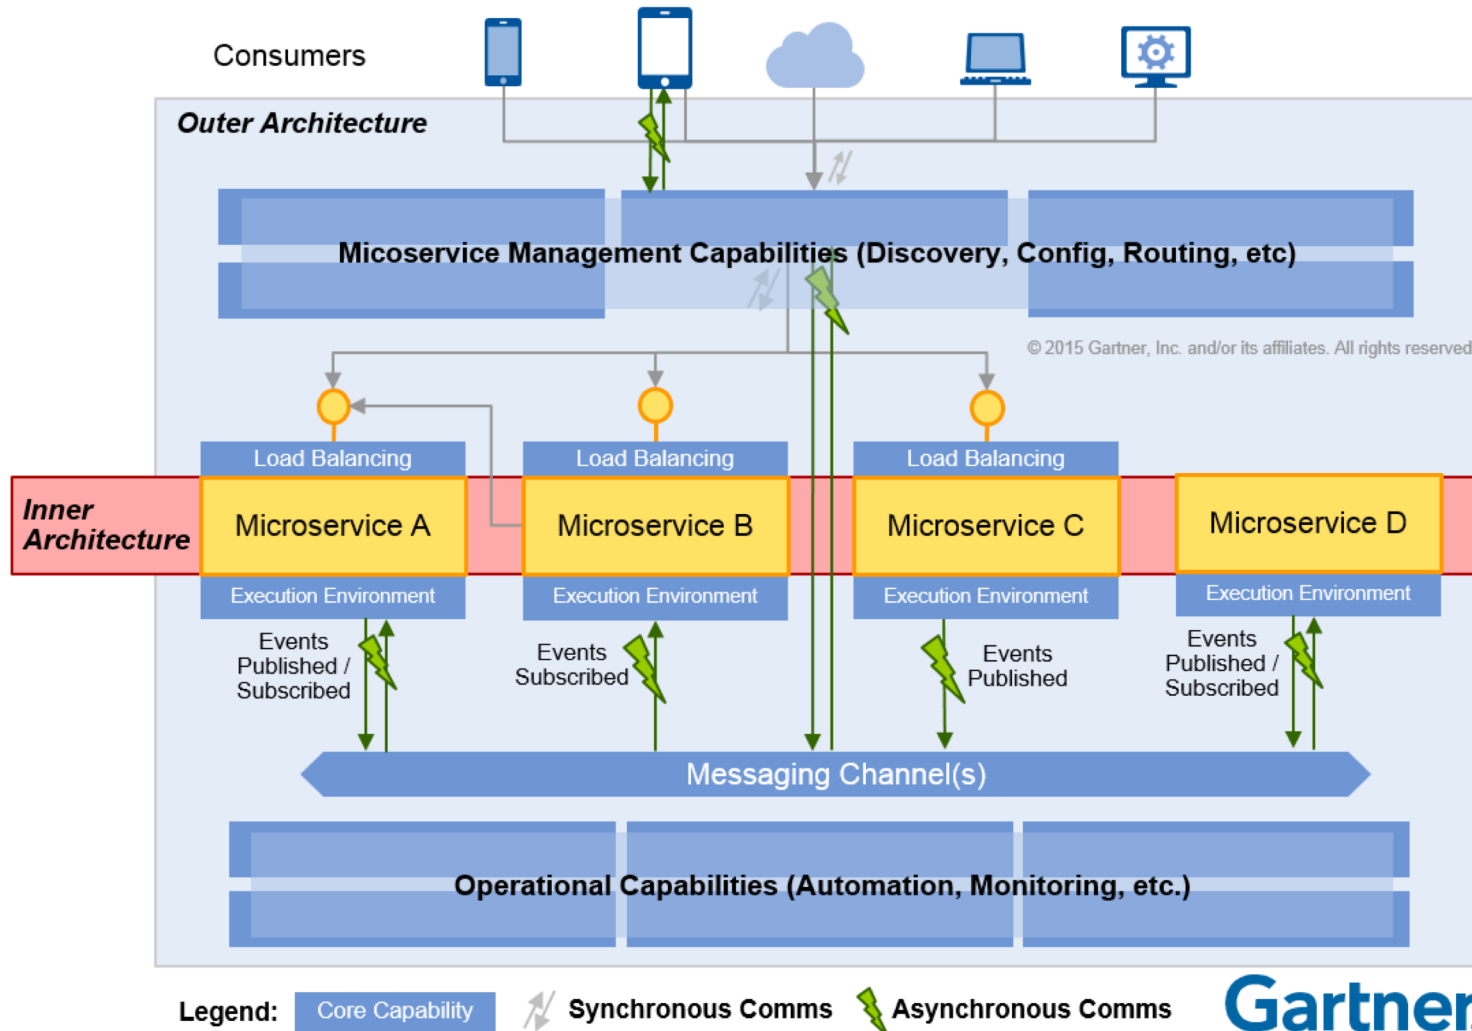 Consumers
Outer Architecture
Micoservice Management Capabilities (Discovery, Config, Routing, etc)
© 2015 Gartner, Inc. and/or its affiliates. All rights reserved
Load Balancing
Load Balancing
Load Balancing
Inner
Architecture
Microservice A
Microservice B
Microservice C
Microservice D
Execution Environment
Execution Environment
Execution Environment
Execution Environment
Events
Published /
Subscribed
Events
Subscribed
Events
Published
Events
Published /
Subscribed
Messaging Channel(s)
Operational Capabilities (Automation, Monitoring, etc.)
Legend:
Core Capability
Synchronous Comms
Asynchronous Comms
Gartner